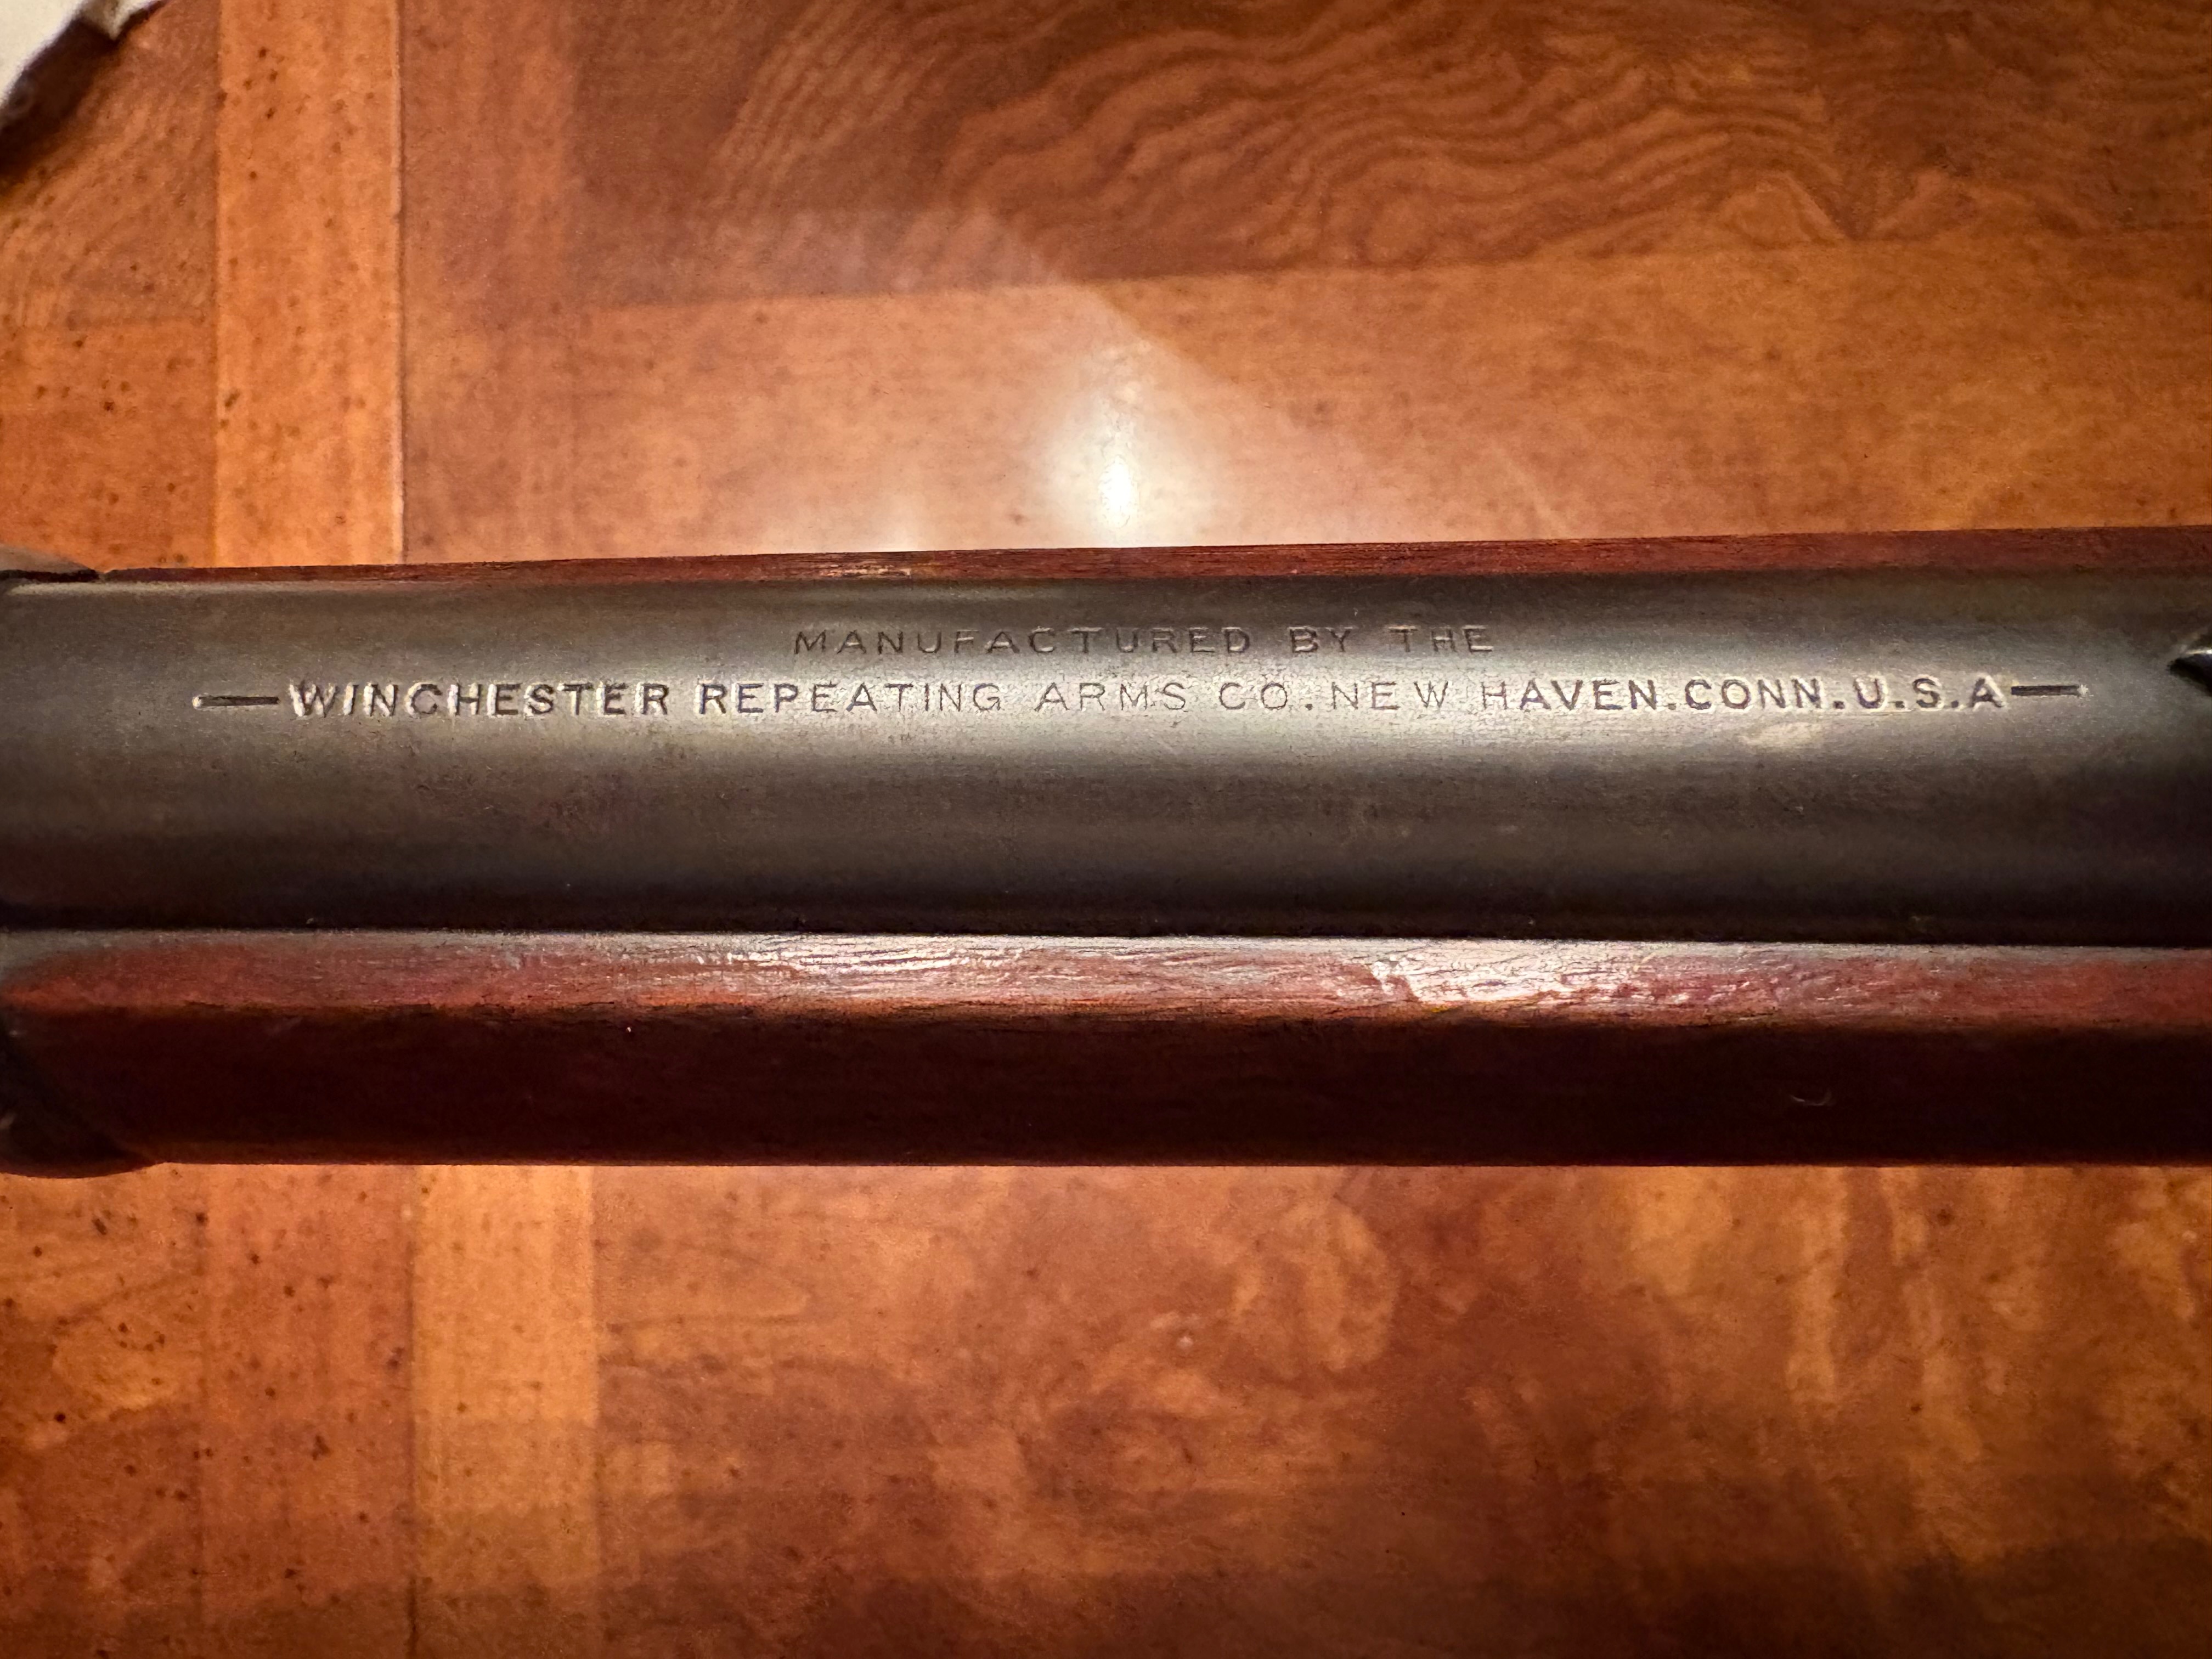 MANUFACTURED BY THE
—WINCHESTER REPEATING ARMS CO. NEW HAVEN. CONN. U.S.A—